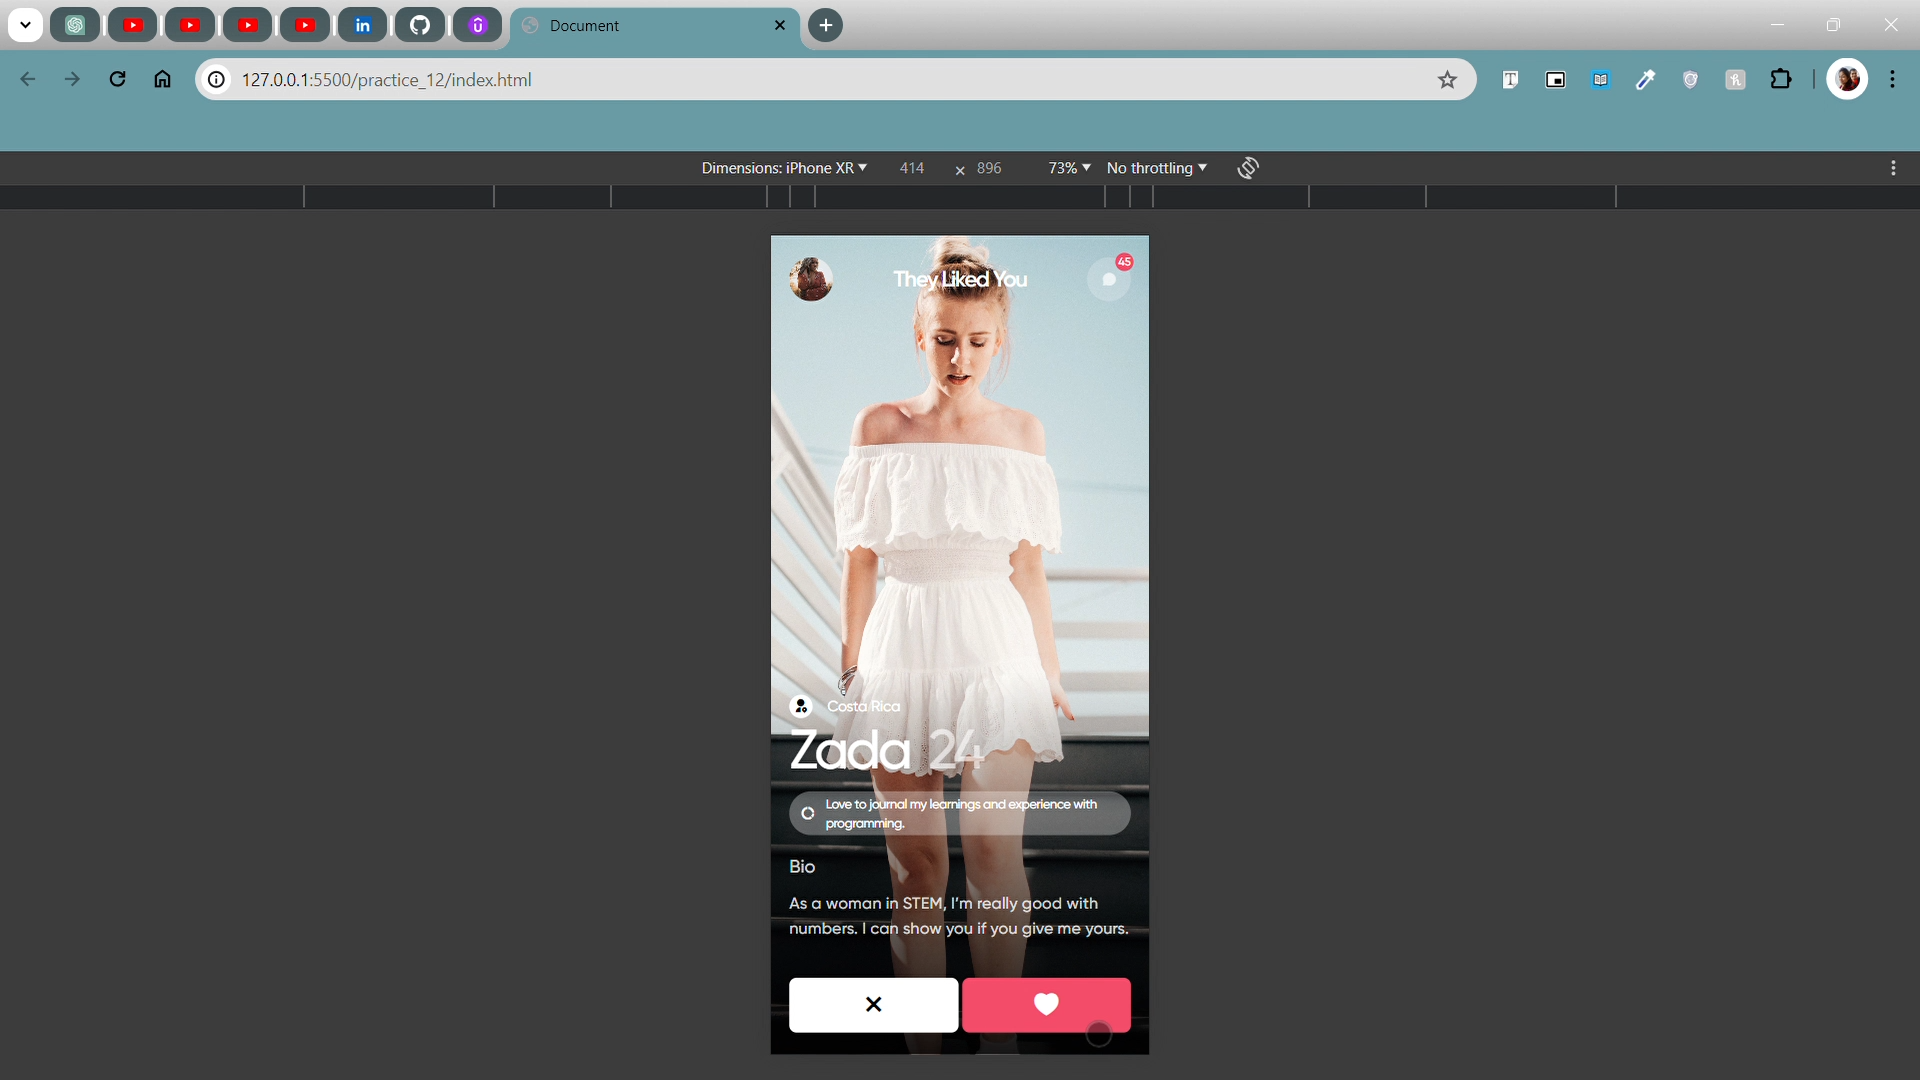 Document
127.0.0.1:5500/practice_12/index.html
Dimensions: iPhone XR 414 × 896 73% No throttling
45
They Liked You
Costa Rica
Zada 24
Love to journal my learnings and experience with
programming.
Bio
As a woman in STEM, I’m really good with
numbers. I can show you if you give me yours.